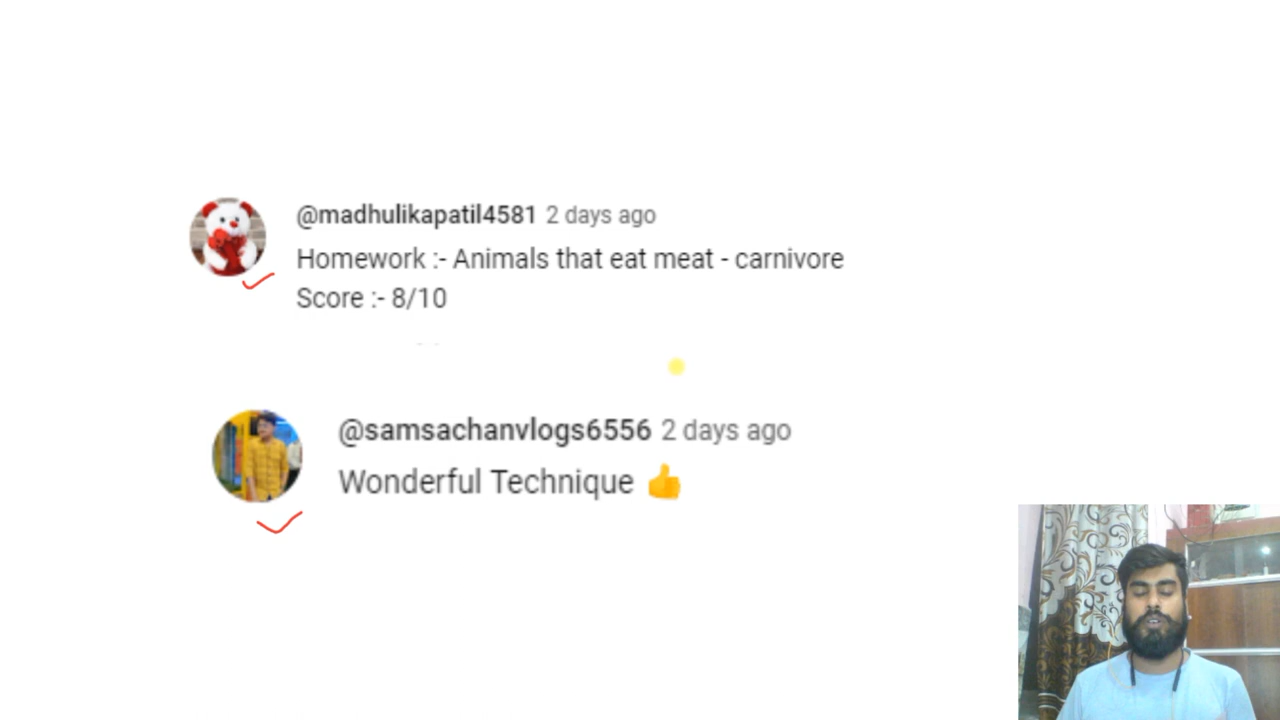 @madhulikapatil4581 2 days ago
Homework :- Animals that eat meat - carnivore
Score :- 8/10
@samsachanvlogs6556 2 days ago
Wonderful Technique 👍